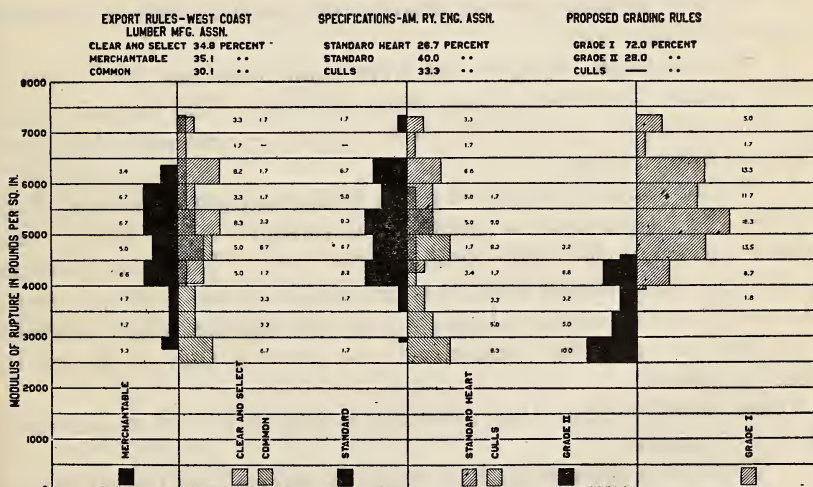 EXPORT RULES-WEST COAST
LUMBER MFG. ASSN.
CLEAR AND SELECT 34.8 PERCENT
MERCHANTABLE 35.1 ••
COMMON 30.1 ••
SPECIFICATIONS-AM. RY. ENG. ASSN.
STANDARD HEART 26.7 PERCENT
STANDARD 40.0 ••
CULLS 33.3 ••
PROPOSED GRADING RULES
GRADE I 72.0 PERCENT
GRADE II 28.0 ••
CULLS — ••
MODULUS OF RUPTURE IN POUNDS PER SQ. IN.
8000
7000
6000
5000
4000
3000
2000
1000
3.3 1.7 1.7 3.3 5.0
1.7 — — 1.7 1.7
3.4 8.2 1.7 6.7 6.6 13.3
6.7 3.3 1.7 5.0 5.0 1.7 11.7
6.7 8.3 3.3 8.3 5.0 5.0
5.0 5.0 6.7 6.7 1.7 8.3 3.2 13.5
6.6 5.0 1.7 8.2 3.4 1.7 6.6 6.7
1.7 3.3 1.7 3.3 3.2 1.8
1.7 3.3 5.0 5.0
3.3 6.7 1.7 8.3 10.0
MERCHANTABLE
CLEAR AND SELECT
COMMON
STANDARD
STANDARD HEART
CULLS
GRADE II
GRADE I